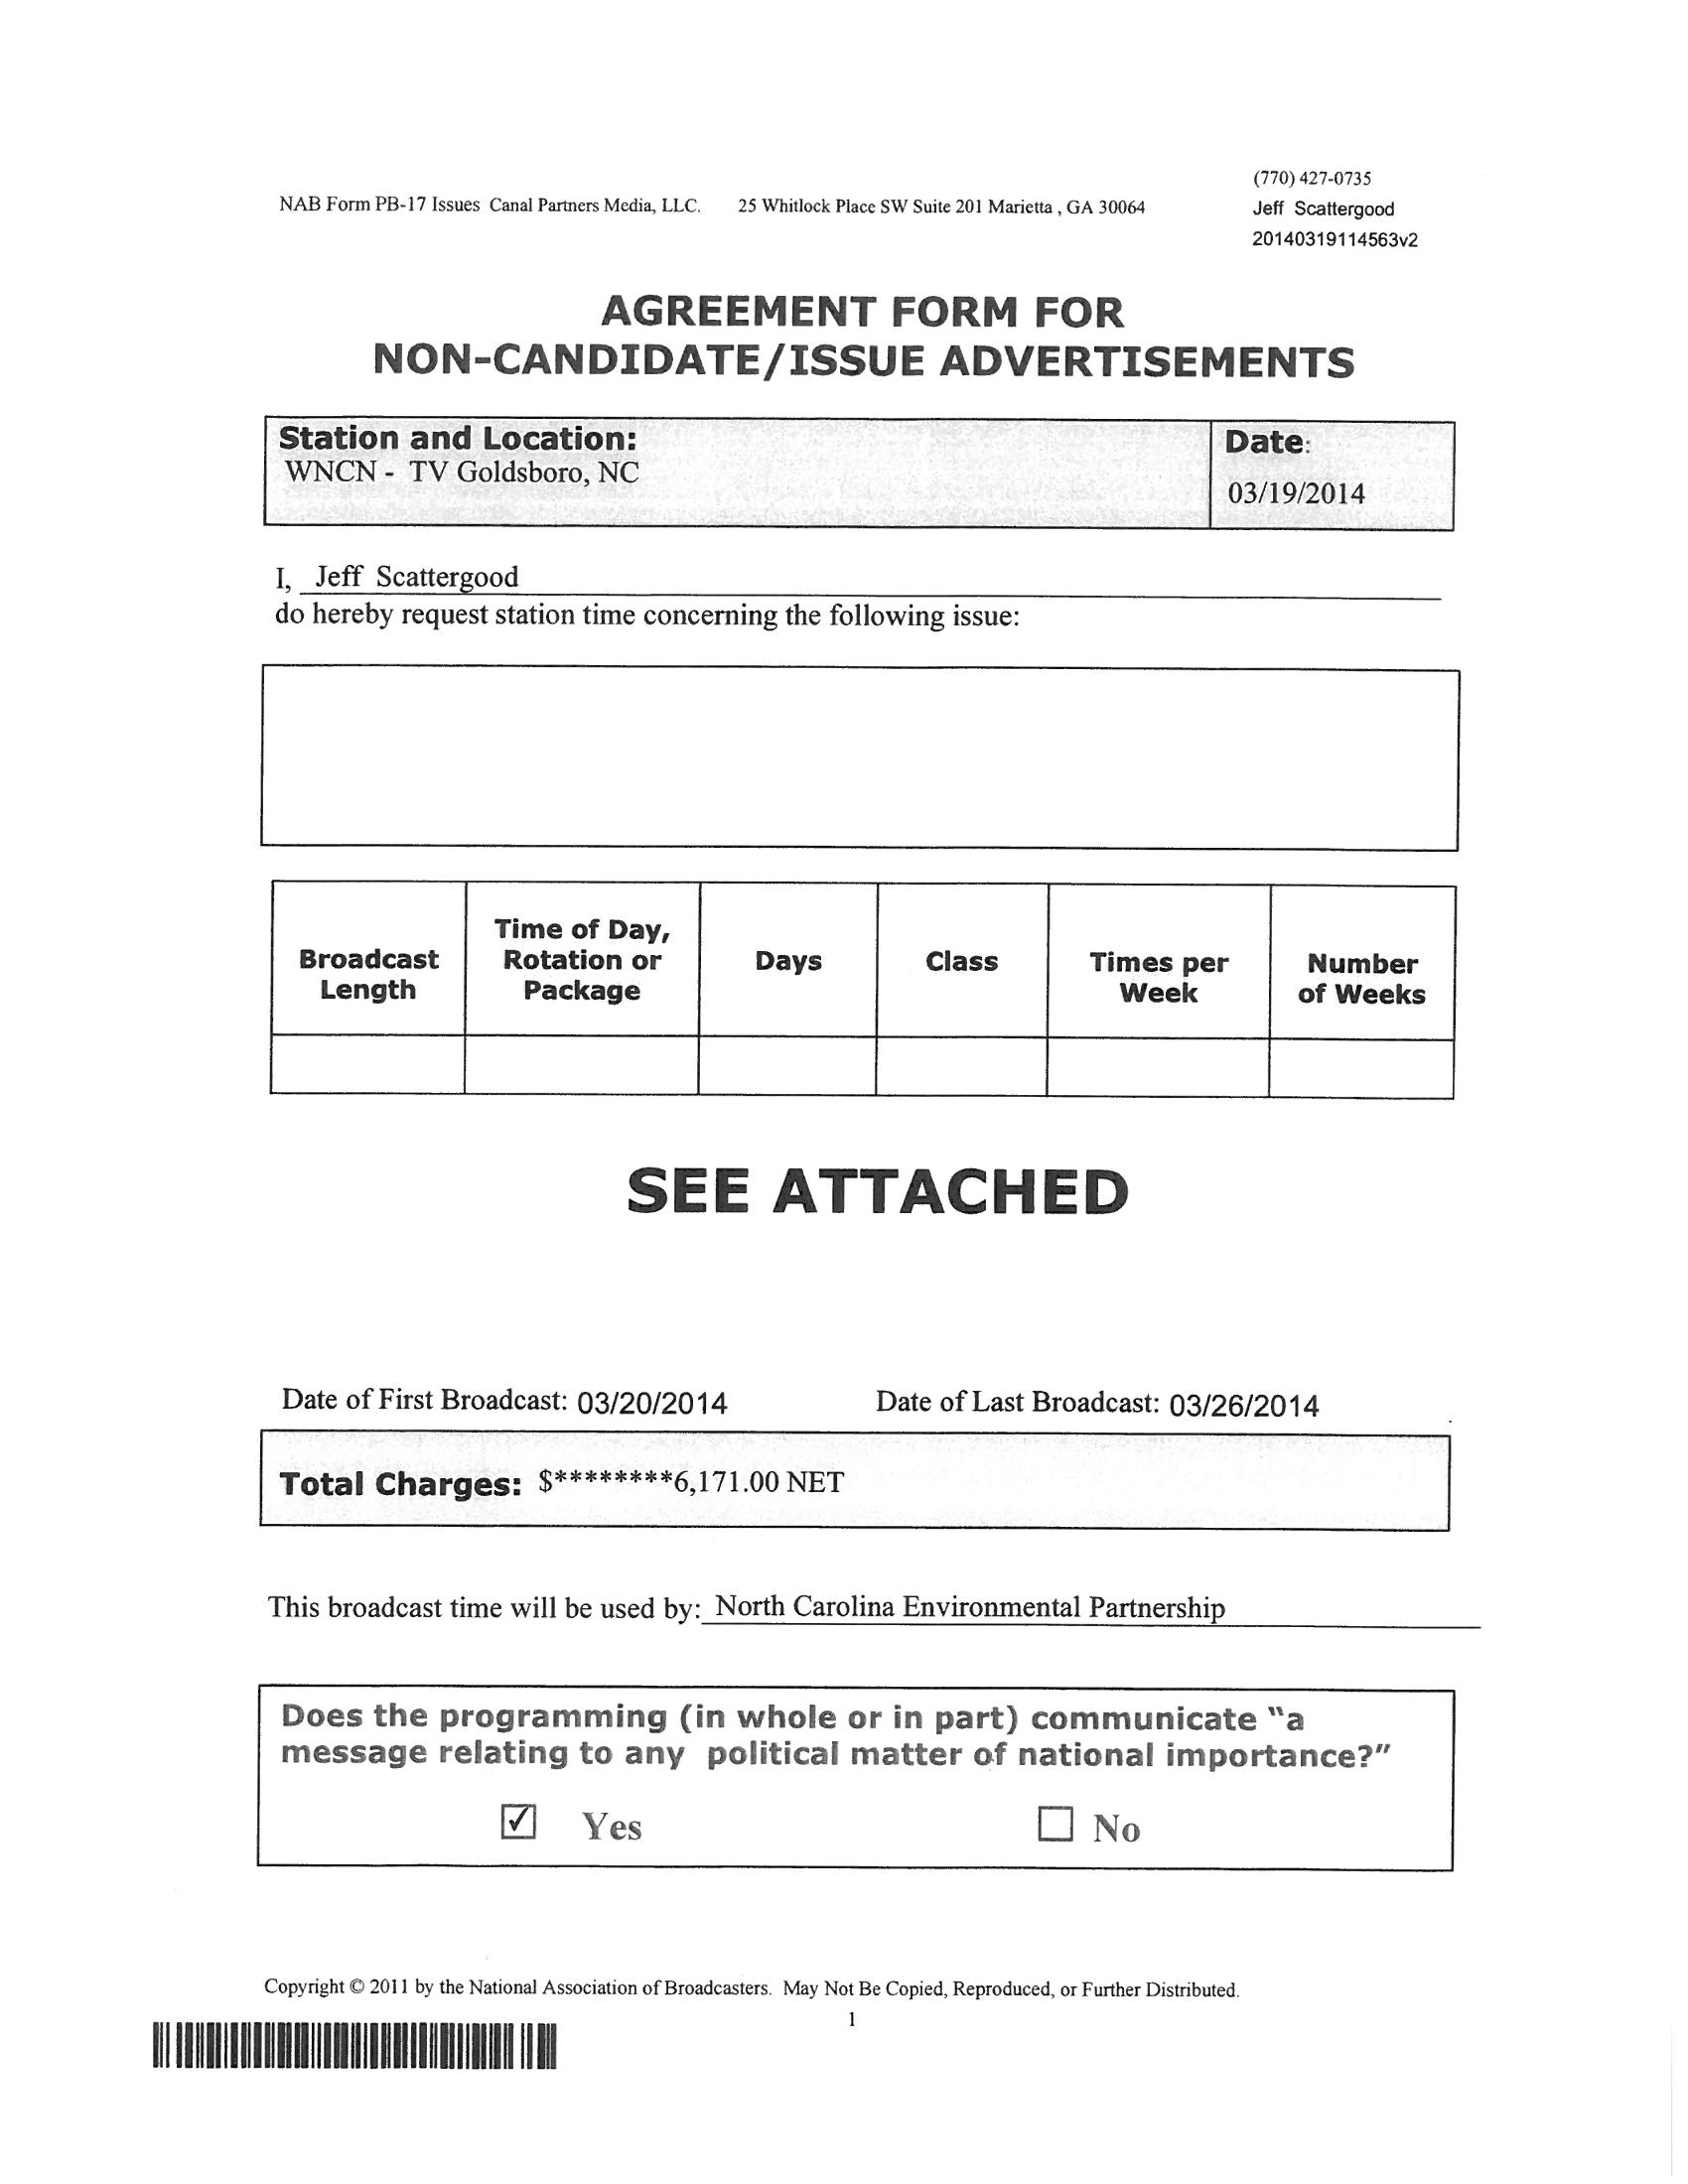 (770) 427-0735
NAB Form PB-17 Issues Canal Partners Media, LLC. 25 Whitlock Place SW Suite 201 Marietta , GA 30064
Jeff Scattergood
20140319114563v2
AGREEMENT FORM FOR
NON-CANDIDATE/ISSUE ADVERTISEMENTS
Station and Location:
WNCN - TV Goldsboro, NC
Date:
03/19/2014
I, Jeff Scattergood
do hereby request station time concerning the following issue:
Broadcast
Length
Time of Day,
Rotation or
Package
Days
Class
Times per
Week
Number
of Weeks
SEE ATTACHED
Date of First Broadcast: 03/20/2014 Date of Last Broadcast: 03/26/2014
Total Charges: $********6,171.00 NET
This broadcast time will be used by: North Carolina Environmental Partnership
Does the programming (in whole or in part) communicate “a
message relating to any political matter of national importance?”
☑ Yes ☐ No
Copyright © 2011 by the National Association of Broadcasters. May Not Be Copied, Reproduced, or Further Distributed.
1